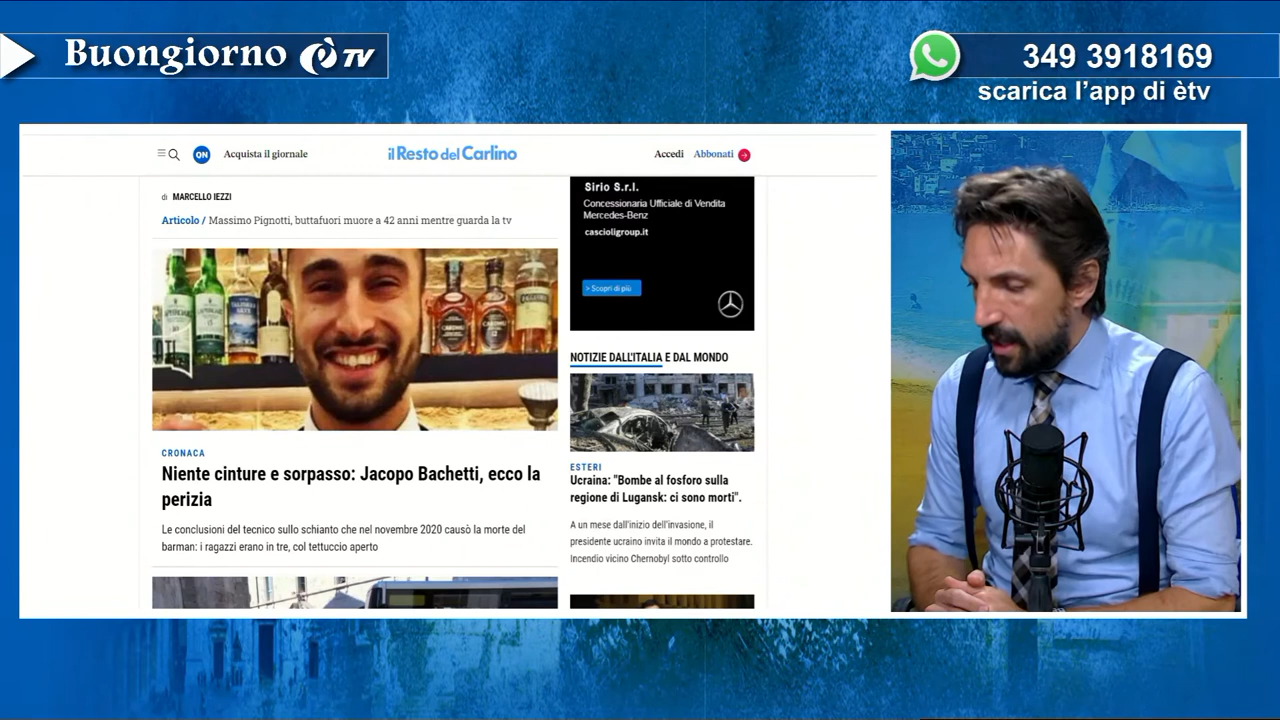 Buongiorno è TV
349 3918169
scarica l'app di ètv
ON
Acquista il giornale
il Resto del Carlino
Accedi
Abbonati
di MARCELLO IEZZI
Articolo / Massimo Pignotti, buttafuori muore a 42 anni mentre guarda la tv
CRONACA
Niente cinture e sorpasso: Jacopo Bachetti, ecco la
perizia
Le conclusioni del tecnico sullo schianto che nel novembre 2020 causò la morte del
barman: i ragazzi erano in tre, col tettuccio aperto
Sirio S.r.l.
Concessionaria Ufficiale di Vendita
Mercedes-Benz
cascioligroup.it
> Scopri di più
NOTIZIE DALL'ITALIA E DAL MONDO
ESTERI
Ucraina: "Bombe al fosforo sulla
regione di Lugansk: ci sono morti".
A un mese dall'inizio dell'invasione, il
presidente ucraino invita il mondo a protestare.
Incendio vicino Chernobyl sotto controllo